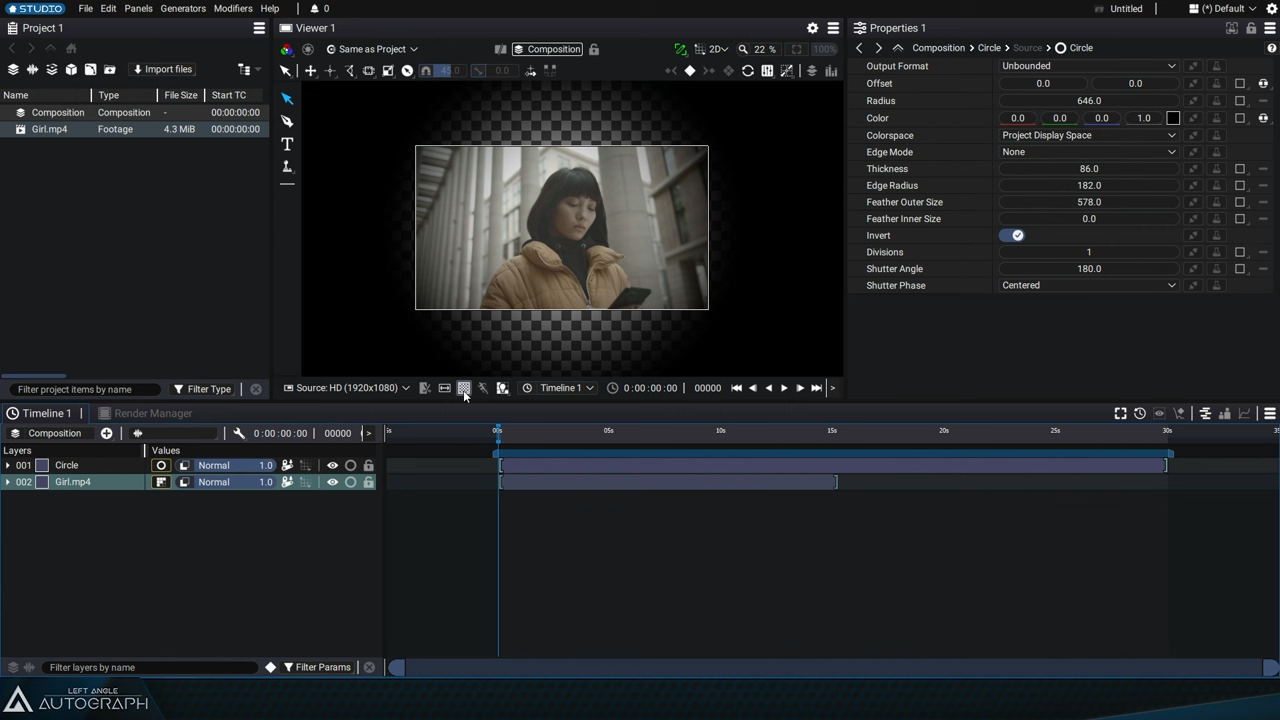 STUDIO File Edit Panels Generators Modifiers Help 0 Untitled (*) Default
Project 1
Import files
Name Type File Size Start TC
Composition Composition - 00:00:00:00
Girl.mp4 Footage 4.3 MiB 00:00:00:00
Filter project items by name Filter Type
Viewer 1
Same as Project Composition 2D 22 % 100%
45.0 0.0
Source: HD (1920x1080) Timeline 1 0:00:00:00 00000 >
Properties 1
Composition Circle Source Circle
Output Format Unbounded
Offset 0.0 0.0
Radius 646.0
Color 0.0 0.0 0.0 1.0
Colorspace Project Display Space
Edge Mode None
Thickness 86.0
Edge Radius 182.0
Feather Outer Size 578.0
Feather Inner Size 0.0
Invert
Divisions 1
Shutter Angle 180.0
Shutter Phase Centered
Timeline 1 Render Manager
Composition 0:00:00:00 00000 >
Layers Values
001 Circle Normal 1.0
002 Girl.mp4 Normal 1.0
00s 05s 10s 15s 20s 25s 30s
Filter layers by name Filter Params
LEFT ANGLE
AUTOGRAPH